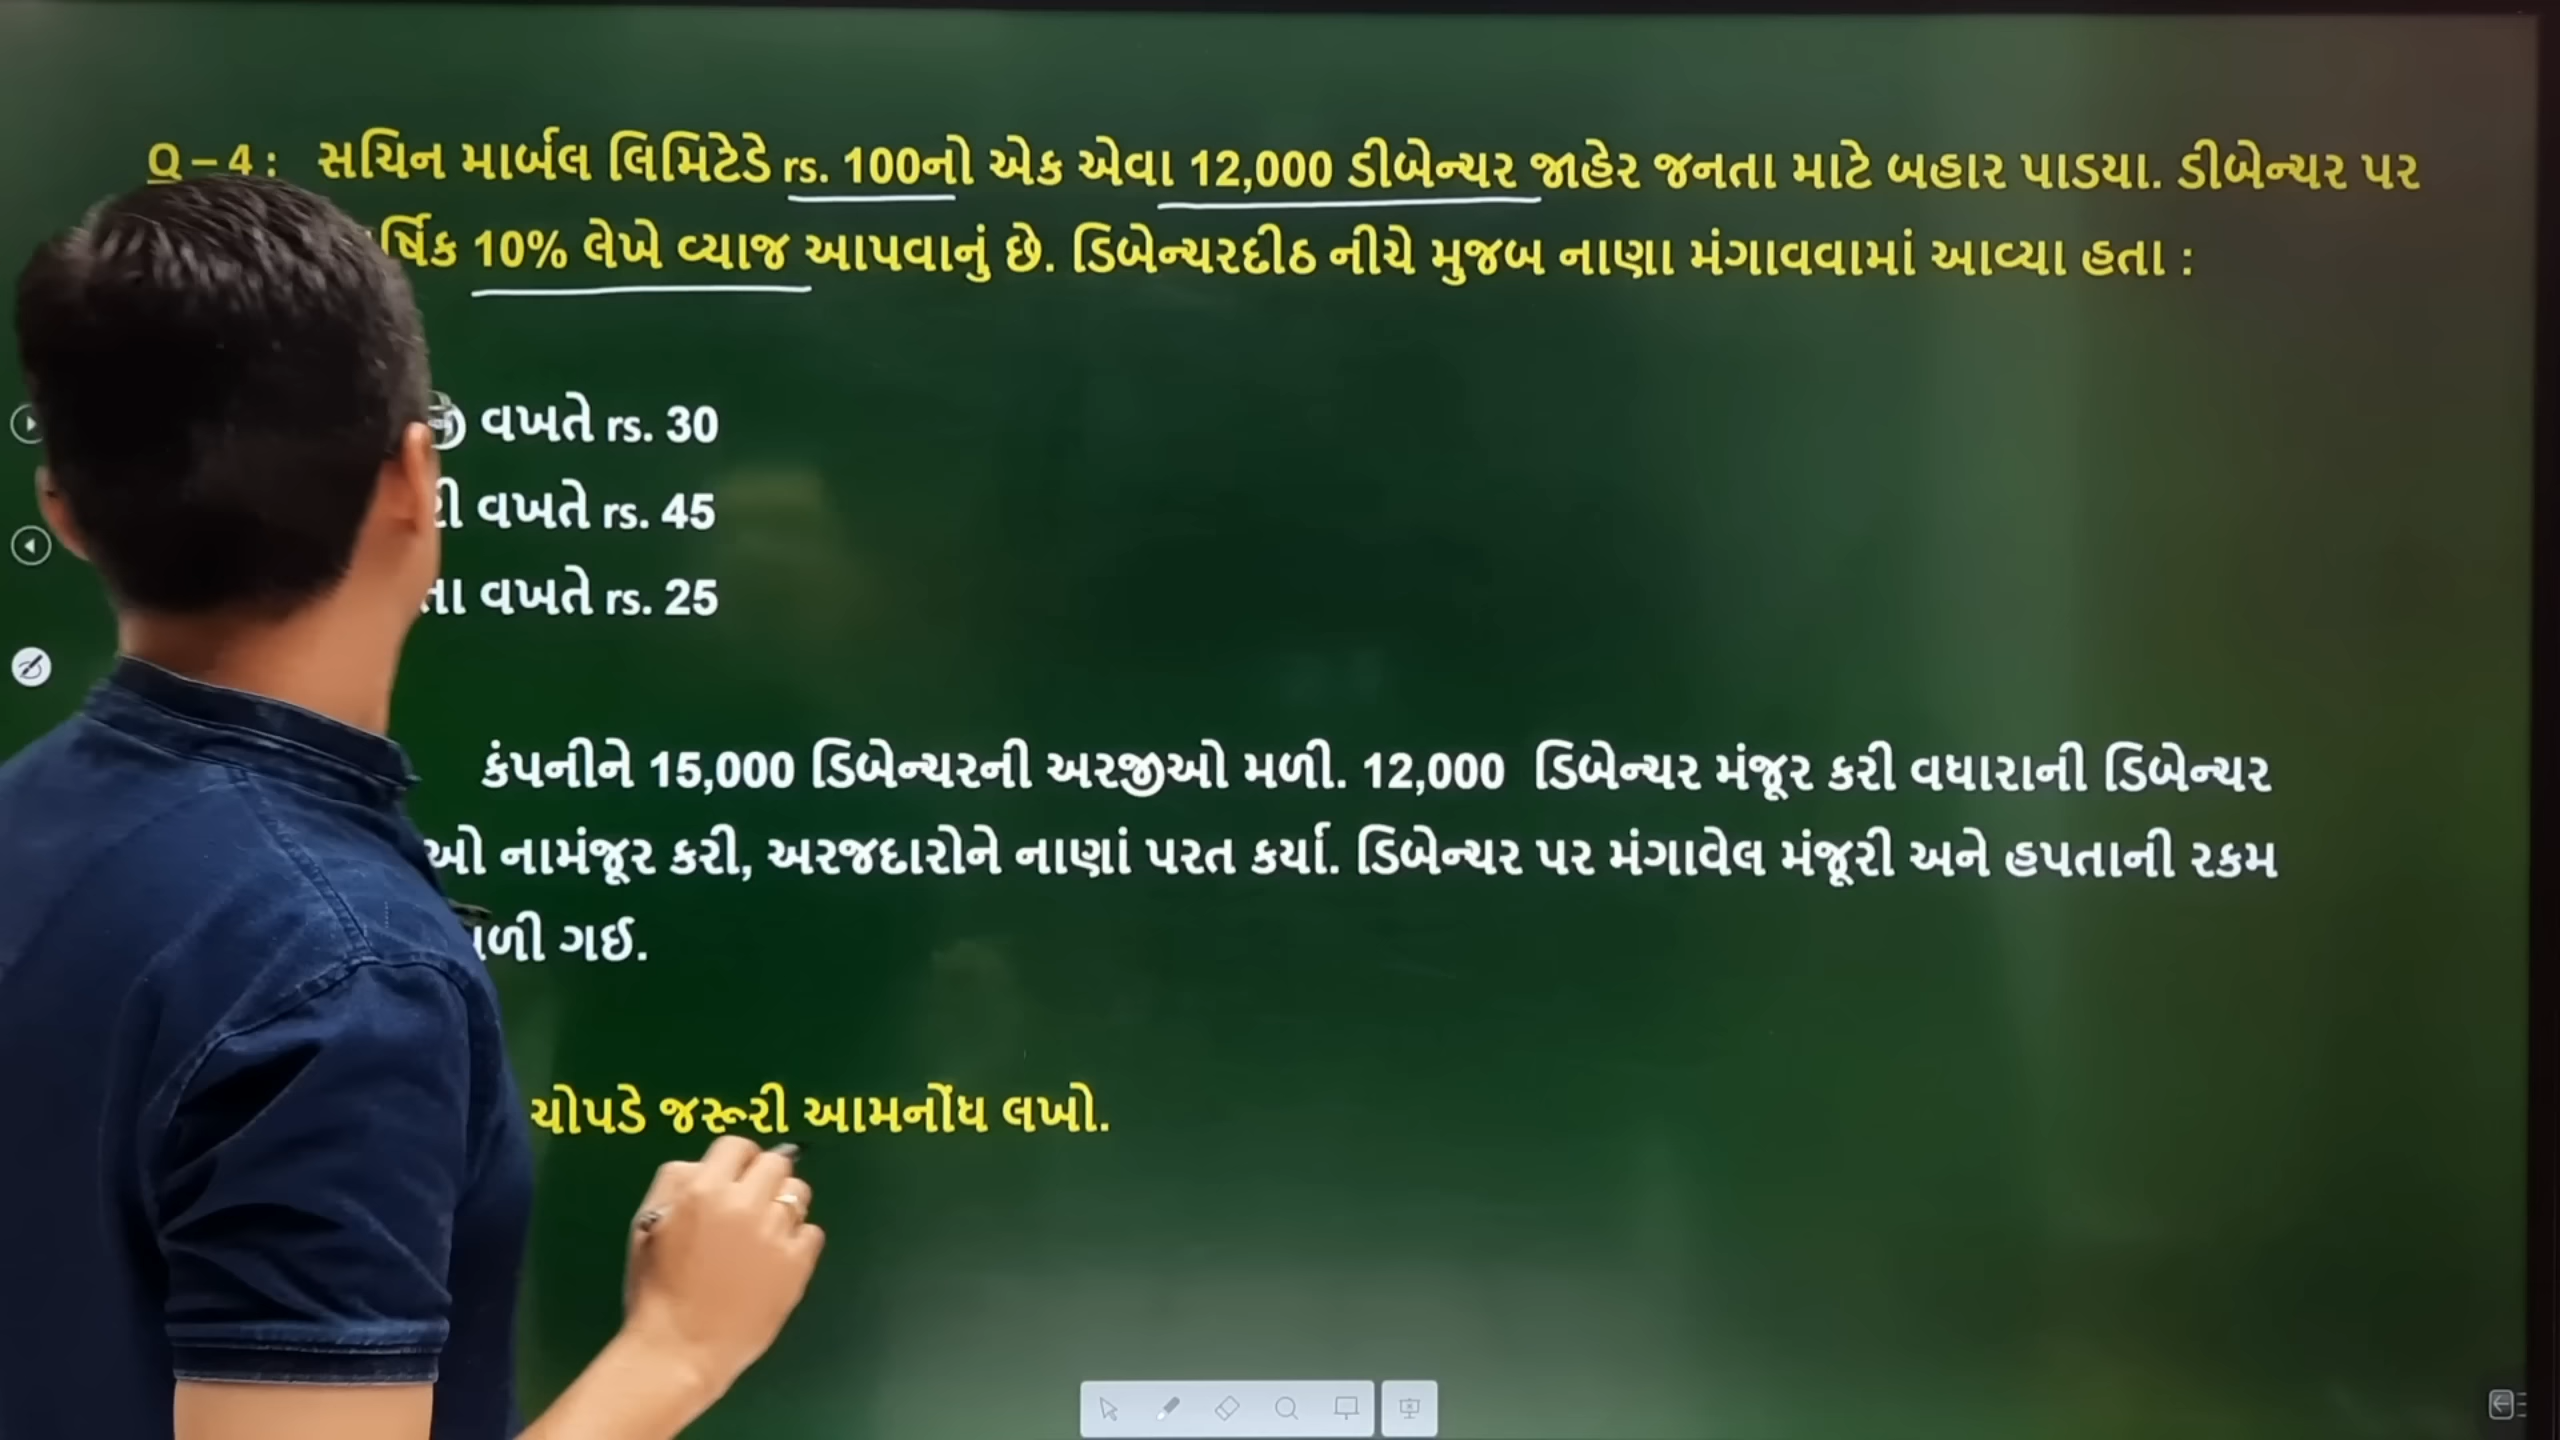 Q – 4 : સચિન માર્બલ લિમિટેડે rs. 100નો એક એવા 12,000 ડીબેન્ચર જાહેર જનતા માટે બહાર પાડયા. ડીબેન્ચર પર
10% લેખે વ્યાજ આપવાનું છે. ડિબેન્ચરદીઠ નીચે મુજબ નાણા મંગાવવામાં આવ્યા હતા :
વખતે rs. 30
વખતે rs. 45
વખતે rs. 25
કંપનીને 15,000 ડિબેન્ચરની અરજીઓ મળી. 12,000 ડિબેન્ચર મંજૂર કરી વધારાની ડિબેન્ચર
નામંજૂર કરી, અરજદારોને નાણાં પરત કર્યા. ડિબેન્ચર પર મંગાવેલ મંજૂરી અને હપતાની રકમ
ગઈ.
ચોપડે જરૂરી આમનોંધ લખો.